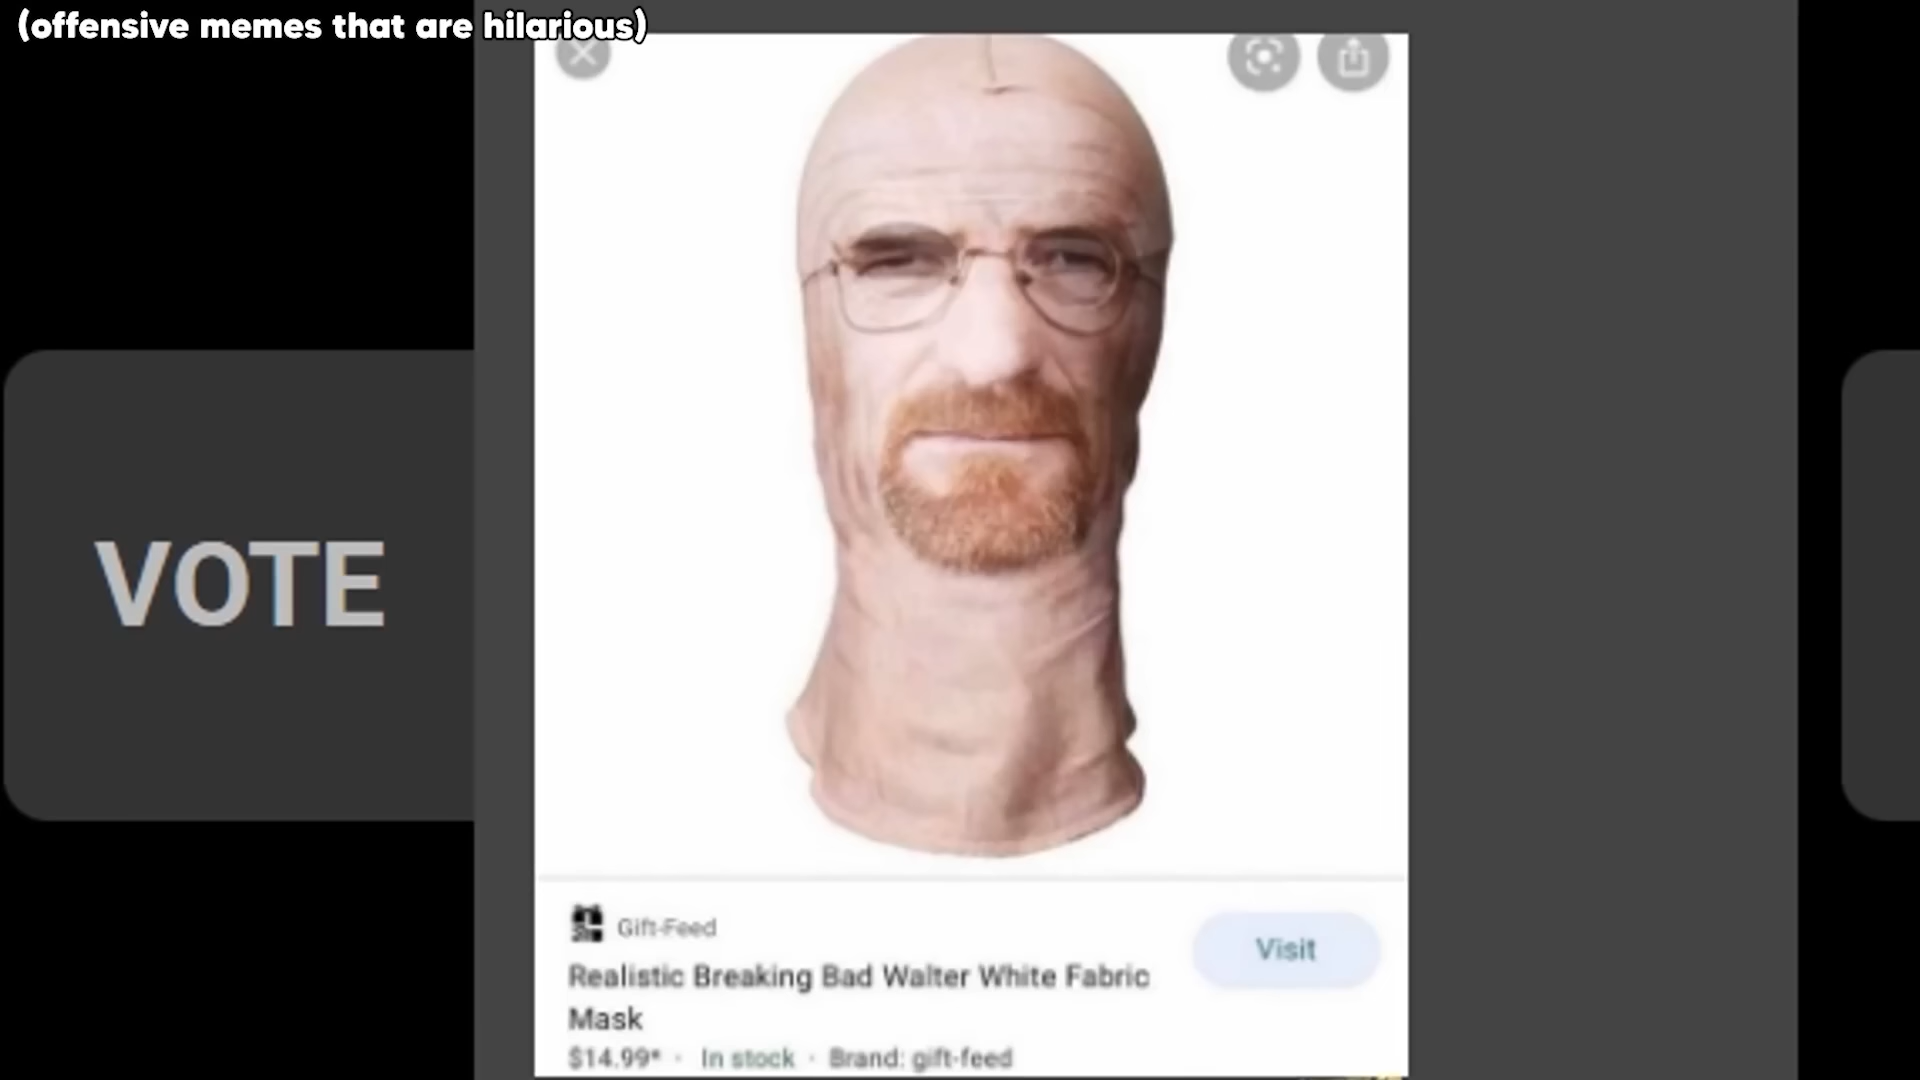 (offensive memes that are hilarious)
VOTE
Gift-Feed
Visit
Realistic Breaking Bad Walter White Fabric
Mask
$14.99* · In stock · Brand: gift-feed